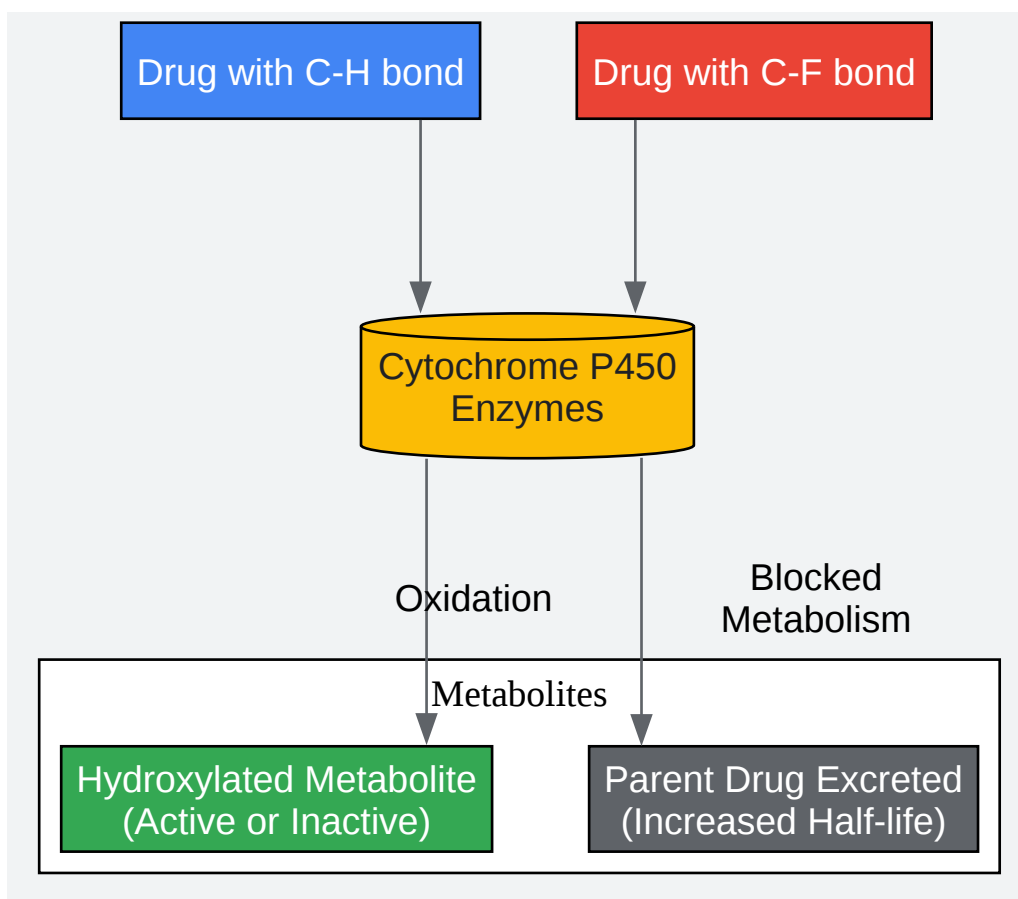 Drug with C-H bond
Drug with C-F bond
Cytochrome P450
Enzymes
Oxidation
Blocked
Metabolism
Metabolites
Hydroxylated Metabolite
(Active or Inactive)
Parent Drug Excreted
(Increased Half-life)